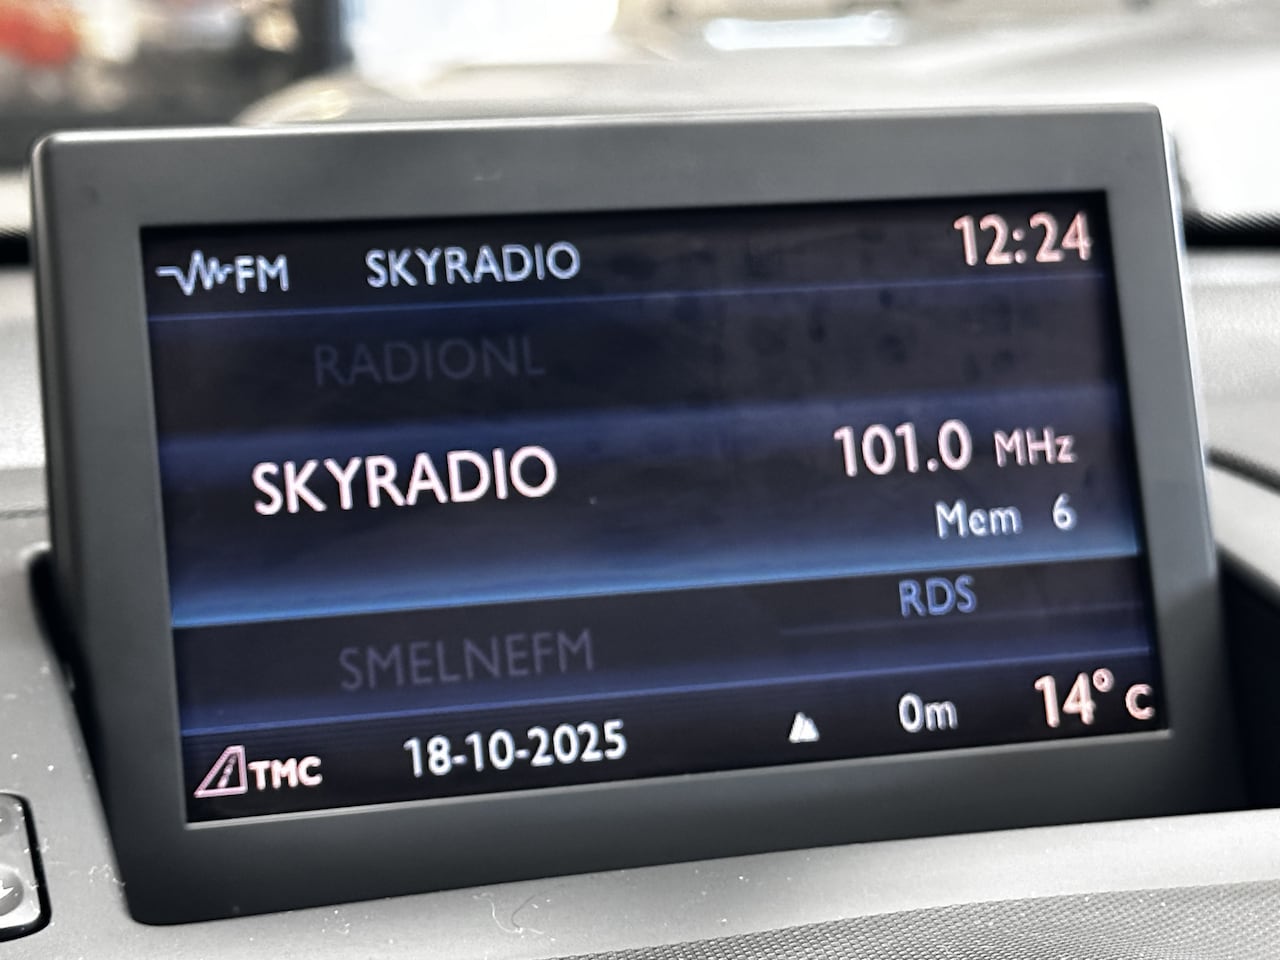 FM SKYRADIO 12:24
RADIONL
SKYRADIO 101.0 MHz
Mem 6
RDS
SMELNEFM
TMC 18-10-2025 0m 14° C